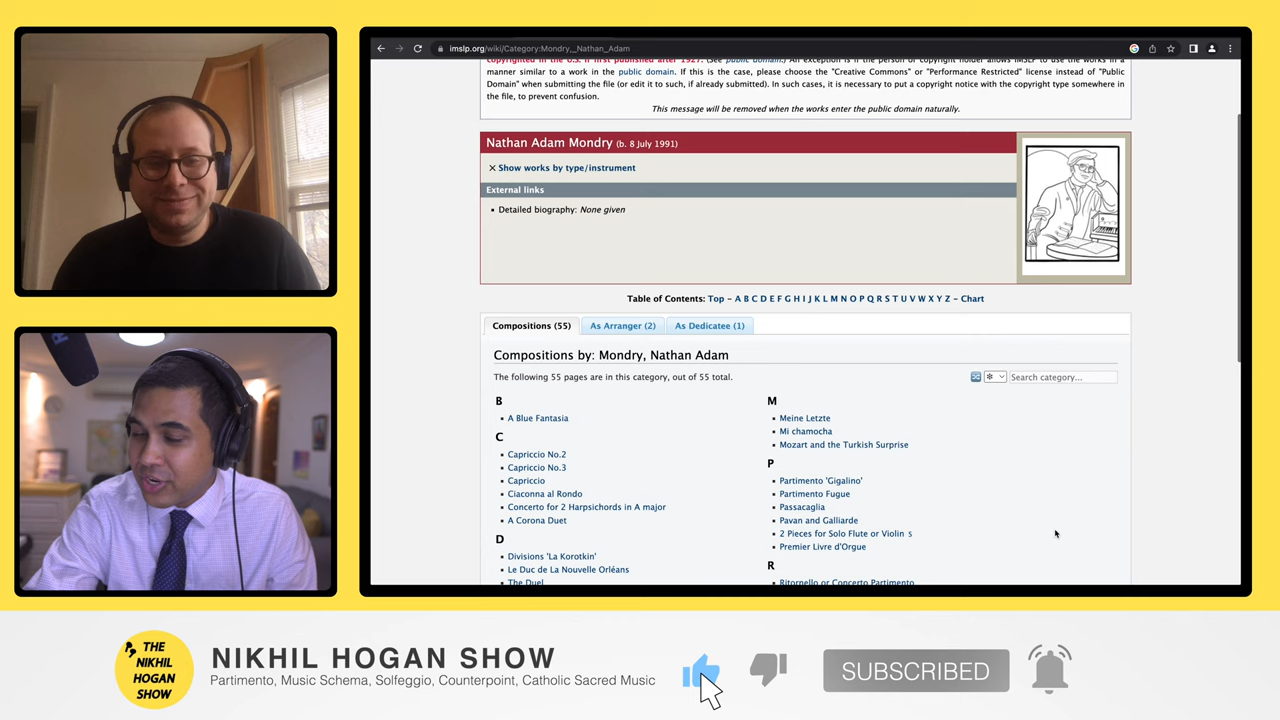 imslp.org/wiki/Category:Mondry,_Nathan_Adam
copyrighted in the U.S. if first published after 1927. (See public domain.) An exception is if the person or copyright holder allows IMSLP to use the works in a
manner similar to a work in the public domain. If this is the case, please choose the "Creative Commons" or "Performance Restricted" license instead of "Public
Domain" when submitting the file (or edit it to such, if already submitted). In such cases, it is necessary to put a copyright notice with the copyright type somewhere in
the file, to prevent confusion.
This message will be removed when the works enter the public domain naturally.
Nathan Adam Mondry (b. 8 July 1991)
Show works by type/instrument
External links
Detailed biography: None given
Table of Contents: Top – A B C D E F G H I J K L M N O P Q R S T U V W X Y Z – Chart
Compositions (55) As Arranger (2) As Dedicatee (1)
Compositions by: Mondry, Nathan Adam
The following 55 pages are in this category, out of 55 total.
Search category...
B
A Blue Fantasia
C
Capriccio No.2
Capriccio No.3
Capriccio
Ciaconna al Rondo
Concerto for 2 Harpsichords in A major
A Corona Duet
D
Divisions 'La Korotkin'
Le Duc de La Nouvelle Orléans
The Duel
M
Meine Letzte
Mi chamocha
Mozart and the Turkish Surprise
P
Partimento 'Gigalino'
Partimento Fugue
Passacaglia
Pavan and Galliarde
2 Pieces for Solo Flute or Violin s
Premier Livre d'Orgue
R
Ritornello or Concerto Partimento
THE
NIKHIL
HOGAN
SHOW
NIKHIL HOGAN SHOW
Partimento, Music Schema, Solfeggio, Counterpoint, Catholic Sacred Music
SUBSCRIBED